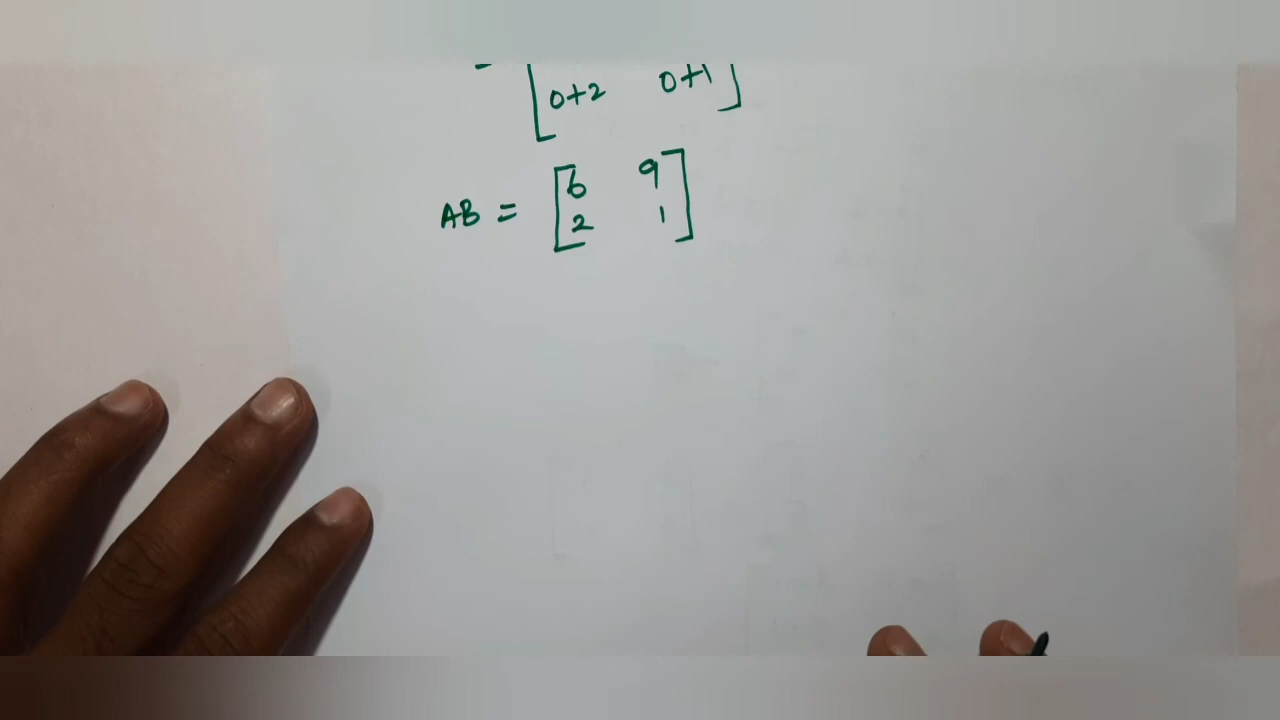 = [ 0+2 0+1 ]
AB = [ 6 9
2 1 ]